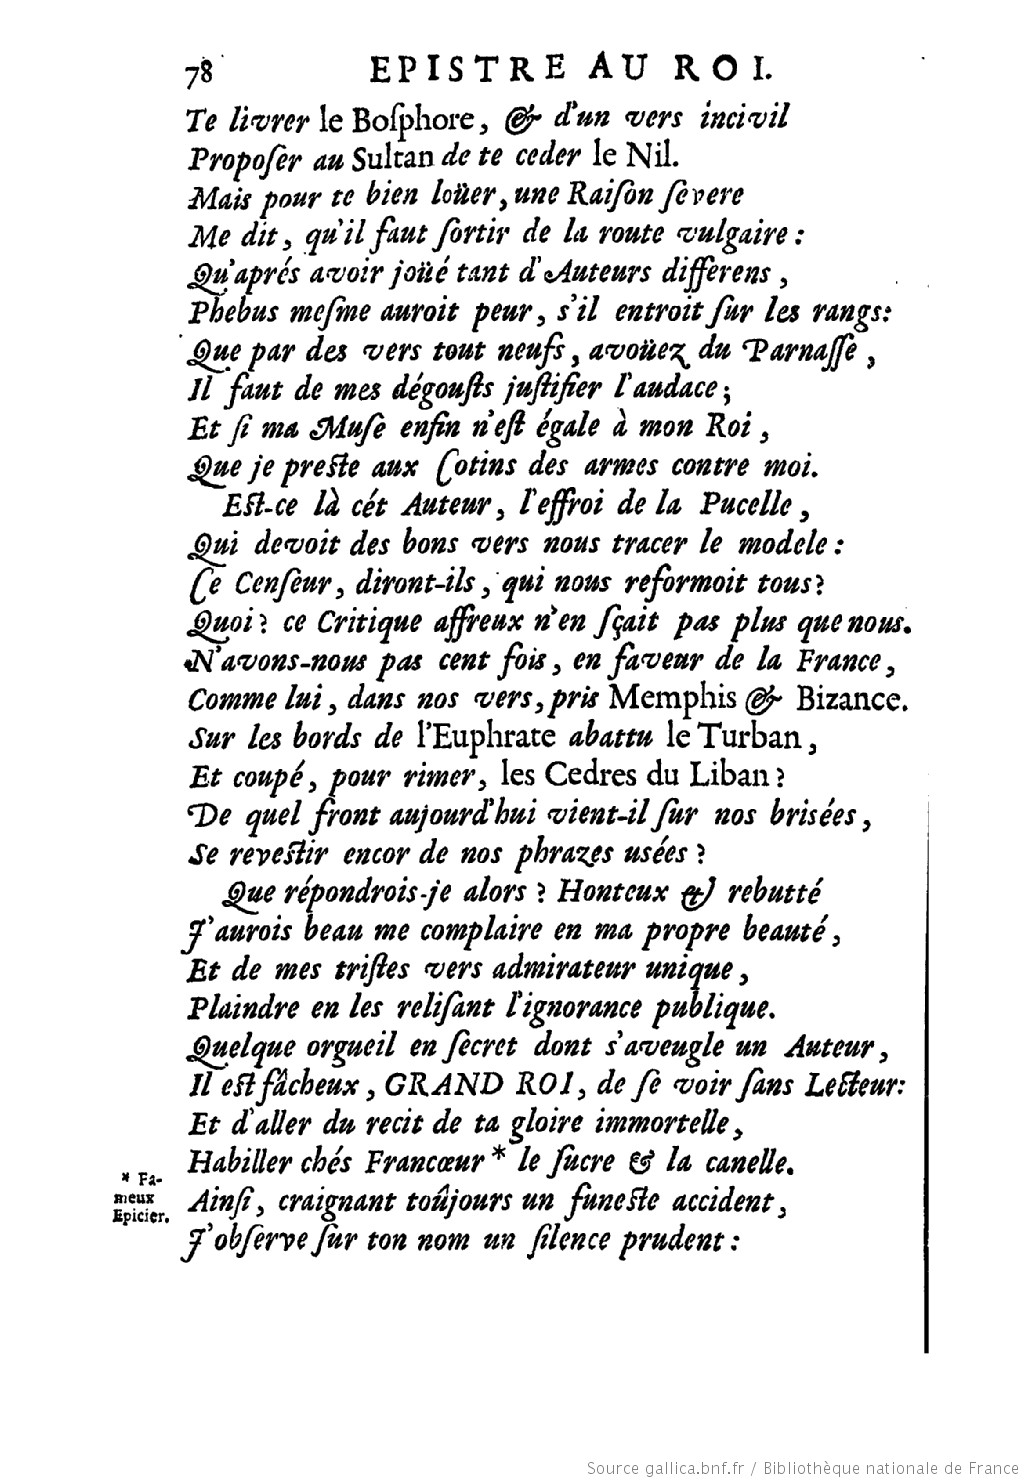 78 EPISTRE AU ROI.
Te livrer le Boſphore, & d'un vers incivil
Propoſer au Sultan de te ceder le Nil.
Mais pour te bien loüer, une Raiſon ſevere
Me dit, qu'il faut ſortir de la route vulgaire :
Qu'aprés avoir joüé tant d'Auteurs differens,
Phebus meſme auroit peur, s'il entroit ſur les rangs:
Que par des vers tout neufs, avoüez du Parnaſſe,
Il faut de mes dégouſts juſtifier l'audace;
Et ſi ma Muſe enfin n'eſt égale à mon Roi,
Que je preſte aux Cotins des armes contre moi.
Eſt-ce là cét Auteur, l'effroi de la Pucelle,
Qui devoit des bons vers nous tracer le modele :
Ce Cenſeur, diront-ils, qui nous reformoit tous?
Quoi? ce Critique affreux n'en ſçait pas plus que nous.
N'avons-nous pas cent fois, en faveur de la France,
Comme lui, dans nos vers, pris Memphis & Bizance.
Sur les bords de l'Euphrate abattu le Turban,
Et coupé, pour rimer, les Cedres du Liban?
De quel front aujourd'hui vient-il ſur nos brisées,
Se reveſtir encor de nos phrazes usées?
Que répondrois-je alors? Honteux & rebutté
J'aurois beau me complaire en ma propre beauté,
Et de mes triſtes vers admirateur unique,
Plaindre en les reliſant l'ignorance publique.
Quelque orgueil en ſecret dont s'aveugle un Auteur,
Il eſt fâcheux, GRAND ROI, de ſe voir ſans Lecteur:
Et d'aller du recit de ta gloire immortelle,
Habiller chés Francœur * le ſucre & la canelle.
Ainſi, craignant toûjours un funeſte accident,
J'obſerve ſur ton nom un ſilence prudent :
* Fa-
meux
Epicier.
Source gallica.bnf.fr / Bibliothèque nationale de France